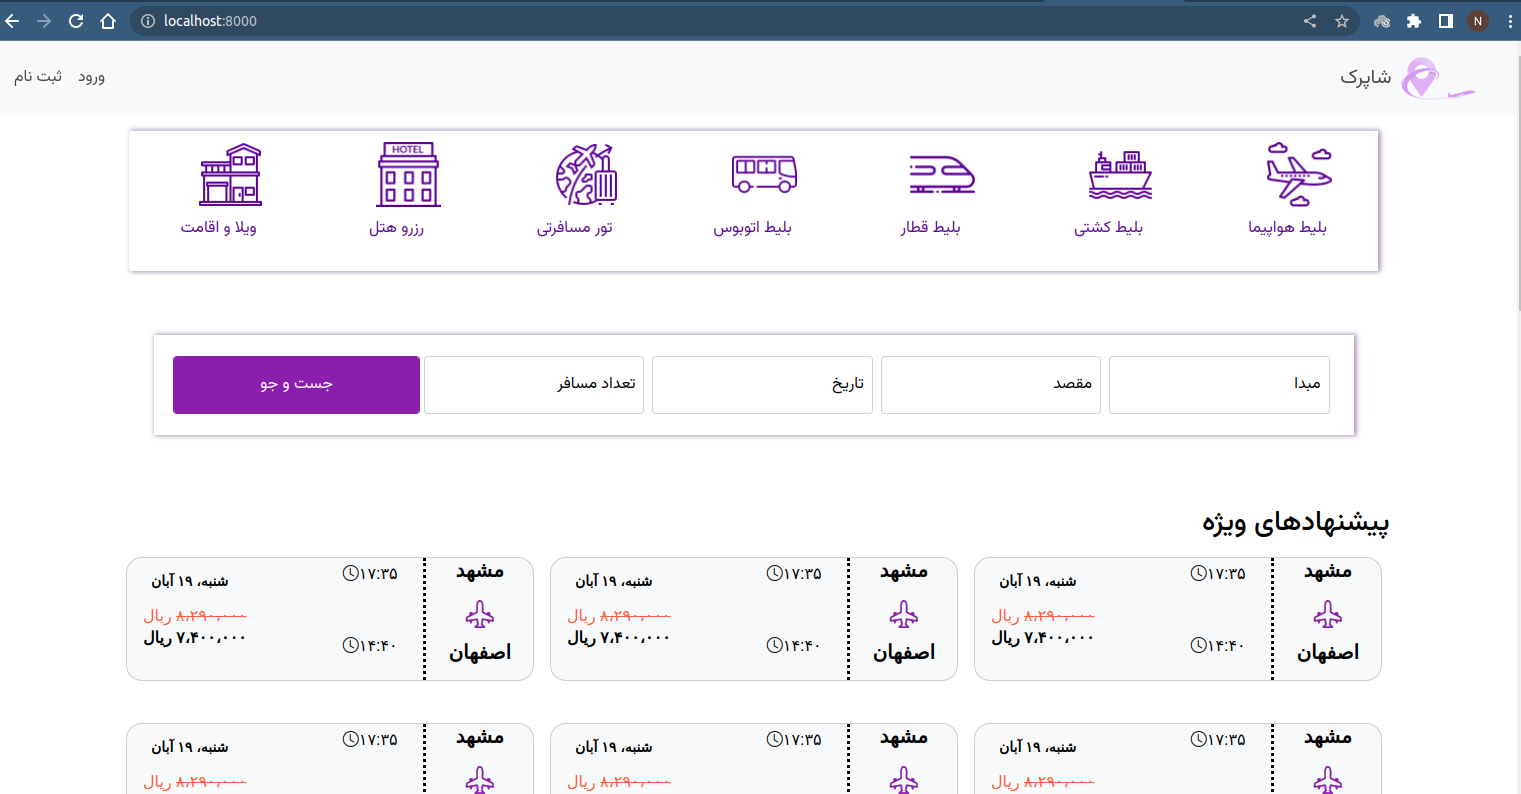 localhost:8000
N
شاپرک
ورود
ثبت نام
HOTEL
بلیط هواپیما
بلیط کشتی
بلیط قطار
بلیط اتوبوس
تور مسافرتی
رزرو هتل
ویلا و اقامت
مبدا
مقصد
تاریخ
تعداد مسافر
جست و جو
پیشنهادهای ویژه
مشهد
۱۷:۳۵
شنبه، ۱۹ آبان
۸،۲۹۰،۰۰۰ ریال
۷،۴۰۰،۰۰۰ ریال
۱۴:۴۰
اصفهان
مشهد
۱۷:۳۵
شنبه، ۱۹ آبان
۸،۲۹۰،۰۰۰ ریال
۷،۴۰۰،۰۰۰ ریال
۱۴:۴۰
اصفهان
مشهد
۱۷:۳۵
شنبه، ۱۹ آبان
۸،۲۹۰،۰۰۰ ریال
۷،۴۰۰،۰۰۰ ریال
۱۴:۴۰
اصفهان
مشهد
۱۷:۳۵
شنبه، ۱۹ آبان
۸،۲۹۰،۰۰۰ ریال
مشهد
۱۷:۳۵
شنبه، ۱۹ آبان
۸،۲۹۰،۰۰۰ ریال
مشهد
۱۷:۳۵
شنبه، ۱۹ آبان
۸،۲۹۰،۰۰۰ ریال